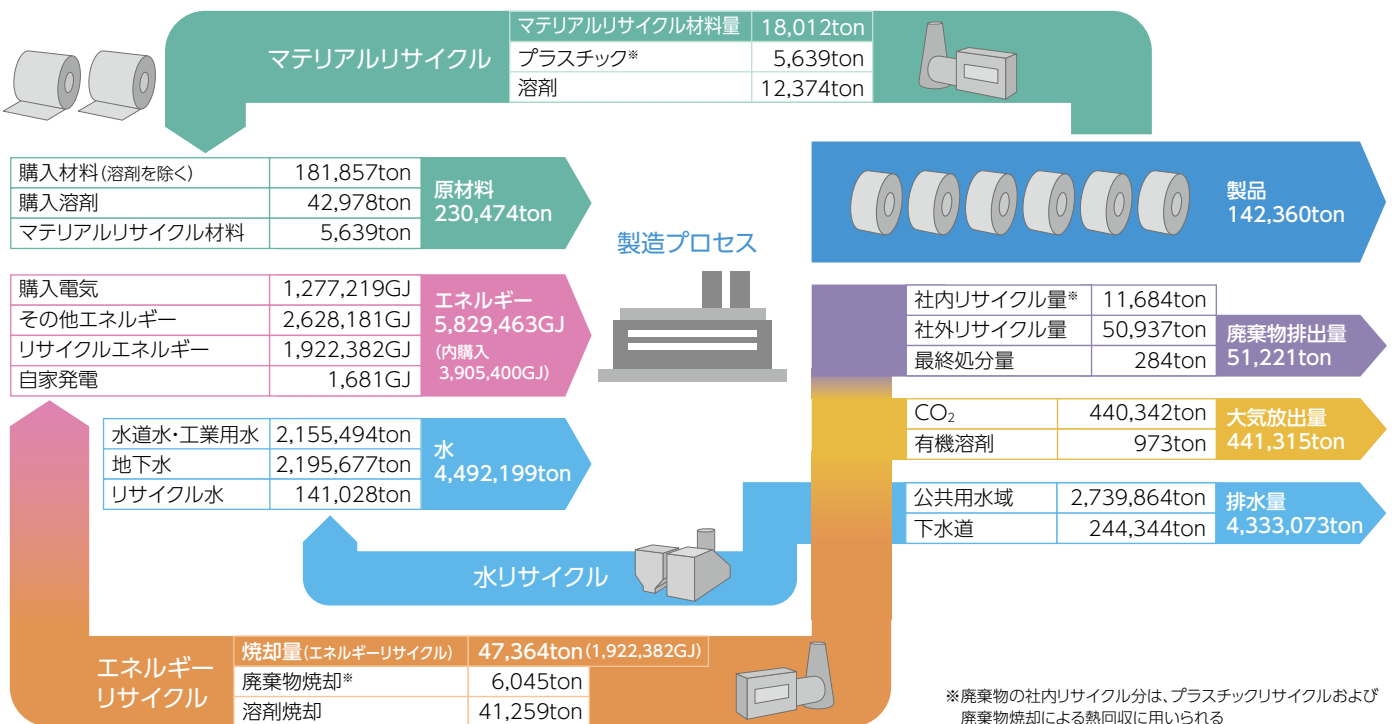 マテリアルリサイクル
マテリアルリサイクル材料量 18,012ton
プラスチック※ 5,639ton
溶剤 12,374ton
購入材料(溶剤を除く) 181,857ton
購入溶剤 42,978ton
マテリアルリサイクル材料 5,639ton
原材料
230,474ton
製造プロセス
製品
142,360ton
購入電気 1,277,219GJ
その他エネルギー 2,628,181GJ
リサイクルエネルギー 1,922,382GJ
自家発電 1,681GJ
エネルギー
5,829,463GJ
(内購入
3,905,400GJ)
社内リサイクル量※ 11,684ton
社外リサイクル量 50,937ton
最終処分量 284ton
廃棄物排出量
51,221ton
水道水・工業用水 2,155,494ton
地下水 2,195,677ton
リサイクル水 141,028ton
水
4,492,199ton
CO₂ 440,342ton
有機溶剤 973ton
大気放出量
441,315ton
公共用水域 2,739,864ton
下水道 244,344ton
排水量
4,333,073ton
水リサイクル
エネルギー
リサイクル
焼却量(エネルギーリサイクル) 47,364ton(1,922,382GJ)
廃棄物焼却※ 6,045ton
溶剤焼却 41,259ton
※廃棄物の社内リサイクル分は、プラスチックリサイクルおよび
廃棄物焼却による熱回収に用いられる